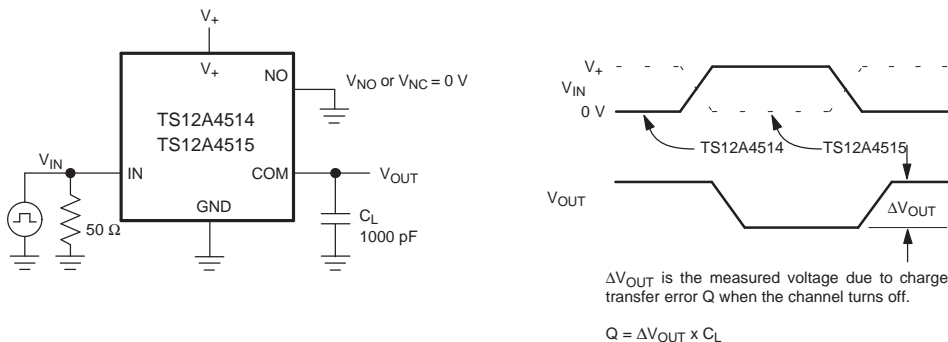 V+
V+
NO
VNO or VNC = 0 V
TS12A4514
TS12A4515
VIN
IN
COM
VOUT
GND
50 Ω
CL
1000 pF
V+
VIN
0 V
TS12A4514
TS12A4515
VOUT
ΔVOUT
ΔVOUT is the measured voltage due to charge
transfer error Q when the channel turns off.
Q = ΔVOUT x CL